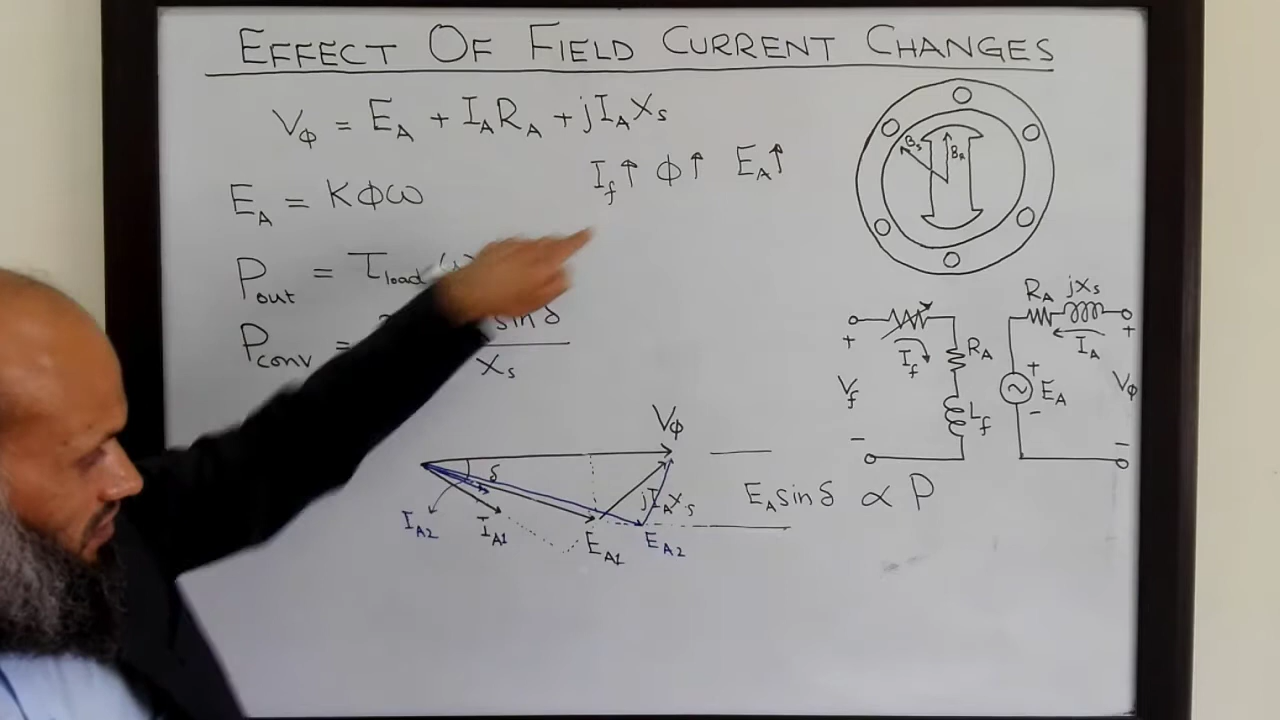 EFFECT OF FIELD CURRENT CHANGES
Vφ = EA + IARA + jIAXs
If↑ φ↑ EA↑
EA = Kφω
Pout = τload ω
Pconv = sin δ
Xs
Bs
BR
+
If
RA
Lf
Vf
-
RA
jXs
+
IA
+
EA
-
Vφ
-
Vφ
δ
jIAXs
IA2
IA1
EA1
EA2
EA sin δ ∝ P